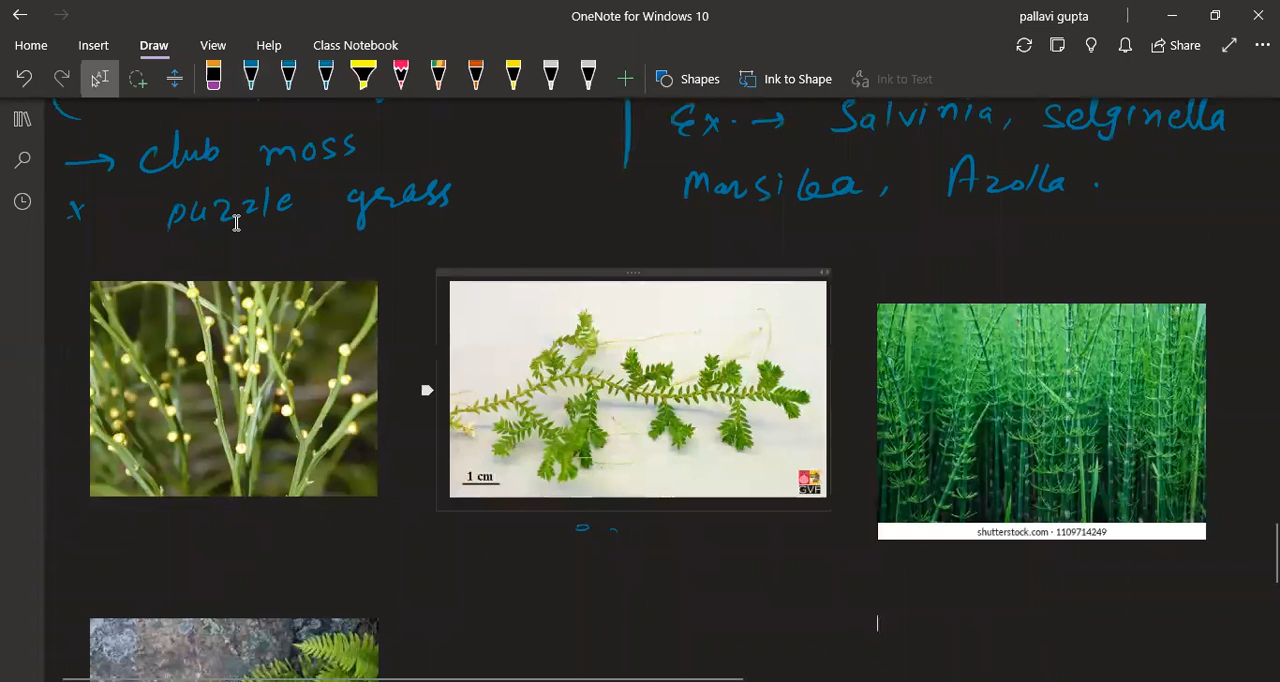 OneNote for Windows 10
pallavi gupta
Home Insert Draw View Help Class Notebook
Share
Shapes Ink to Shape Ink to Text
→ club moss
x puzzle grass
Ex. → Salvinia, Selginella
Marsilea, Azolla.
1 cm
GVF
shutterstock.com · 1109714249